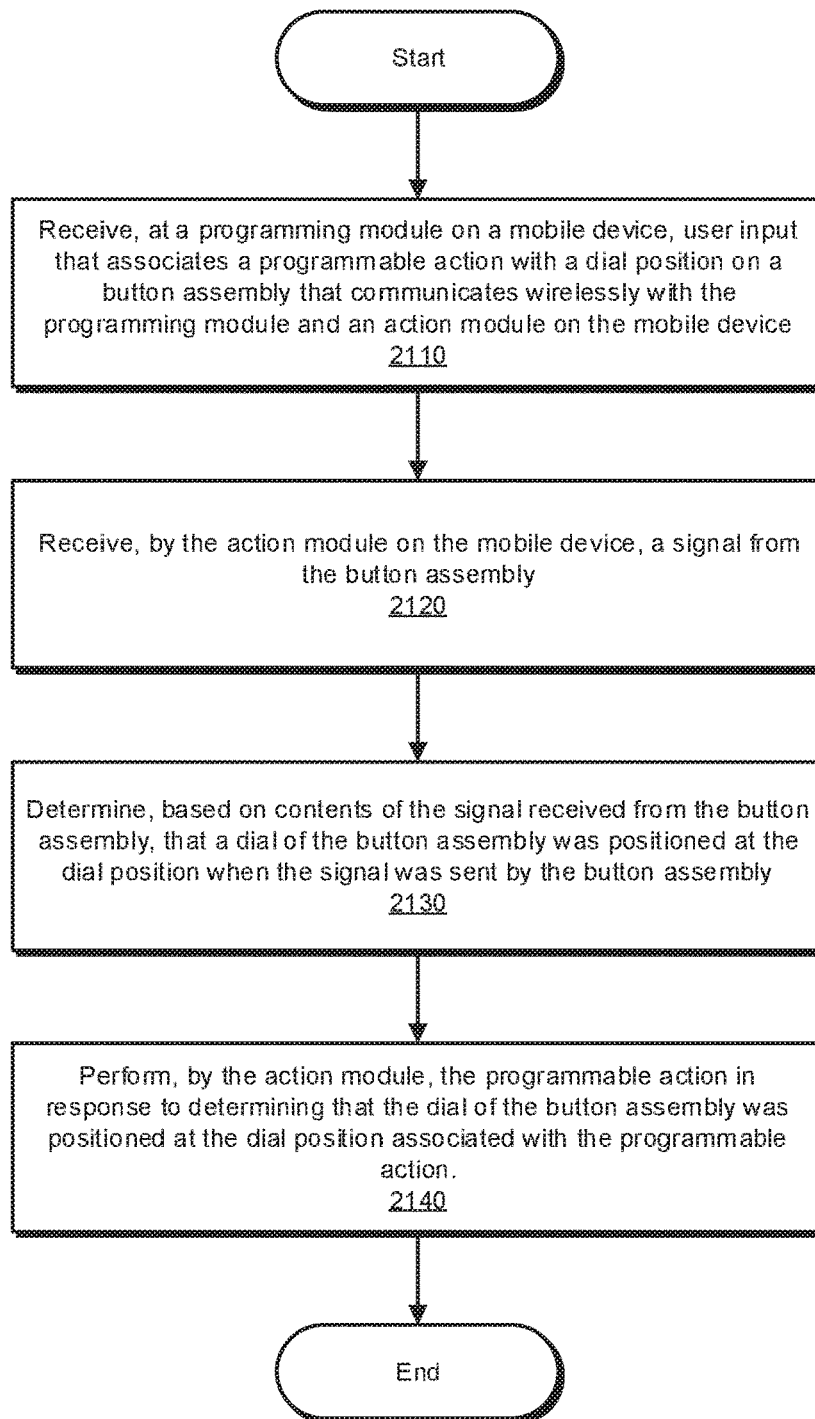 Start
Receive, at a programming module on a mobile device, user input
that associates a programmable action with a dial position on a
button assembly that communicates wirelessly with the
programming module and an action module on the mobile device
2110
Receive, by the action module on the mobile device, a signal from
the button assembly
2120
Determine, based on contents of the signal received from the button
assembly, that a dial of the button assembly was positioned at the
dial position when the signal was sent by the button assembly
2130
Perform, by the action module, the programmable action in
response to determining that the dial of the button assembly was
positioned at the dial position associated with the programmable
action.
2140
End